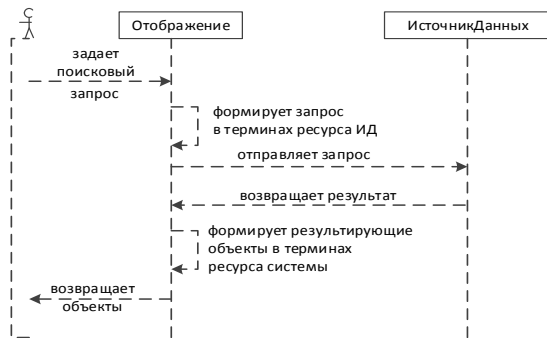 Отображение
ИсточникДанных
задает
поисковый
запрос
формирует запрос
в терминах ресурса ИД
отправляет запрос
возвращает результат
формирует результирующие
объекты в терминах
ресурса системы
возвращает
объекты